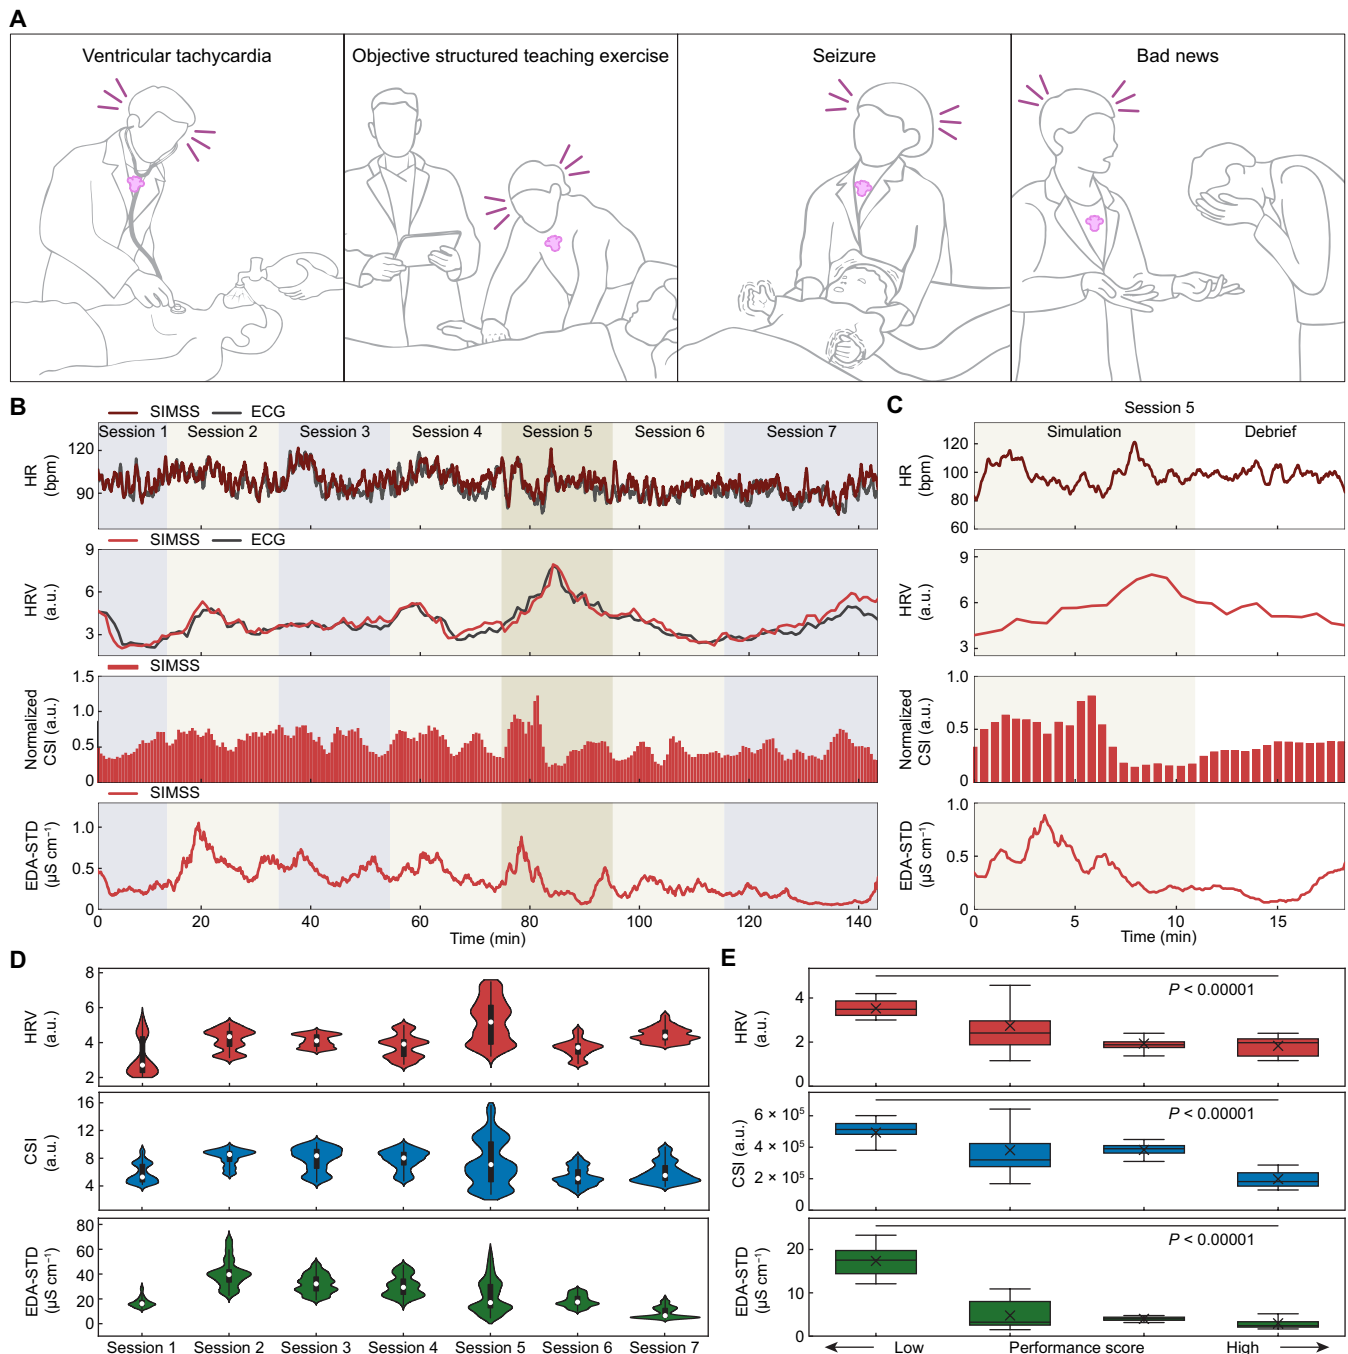 A
Ventricular tachycardia
Objective structured teaching exercise
Seizure
Bad news
B
SIMSS ECG
Session 1 Session 2 Session 3 Session 4 Session 5 Session 6 Session 7
HR
(bpm)
120
90
SIMSS ECG
HRV
(a.u.)
9
6
3
SIMSS
Normalized
CSI (a.u.)
1.5
1.0
0.5
0
SIMSS
EDA-STD
(µS cm⁻¹)
1.0
0.5
0
20 40 60 80 100 120 140
Time (min)
C
Session 5
Simulation Debrief
HR
(bpm)
120
100
80
60
HRV
(a.u.)
9
6
3
Normalized
CSI (a.u.)
1.0
0.5
0
EDA-STD
(µS cm⁻¹)
1.0
0.5
0
0 5 10 15
Time (min)
D
HRV
(a.u.)
8
6
4
2
CSI
(a.u.)
16
12
8
4
EDA-STD
(µS cm⁻¹)
80
60
40
20
0
Session 1 Session 2 Session 3 Session 4 Session 5 Session 6 Session 7
E
HRV
(a.u.)
4
2
0
P < 0.00001
CSI (a.u.)
6 × 10⁵
4 × 10⁵
2 × 10⁵
0
P < 0.00001
EDA-STD
(µS cm⁻¹)
20
10
0
P < 0.00001
Low Performance score High